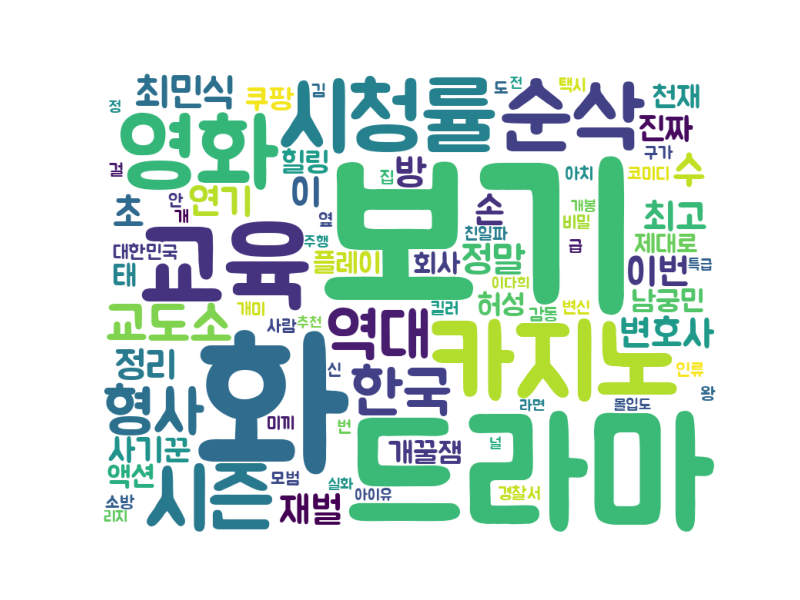 최민식 쿠팡 김 시청률 도 전 순삭 택시 천재
정 영화 진짜
걸 힐링 방 집 아치 구가 코미디 수
초 안 개 연기 이 옆 보기 손 친일파 개봉 비밀 급 최고
대한민국 교육 주행 플레이 회사 정말 제대로
태 개미 이다희 이번 특급
교도소 사람 추천 역대 킬러 허성 감동 변신 남궁민
변호사
정리 화 신 한국 카지노 인류
형사 미끼 번 드라마 라면 몰입도 왕
사기꾼 개꿀잼 널
액션 시즌 모범 실화 경찰서
소방 재벌 아이유
리지